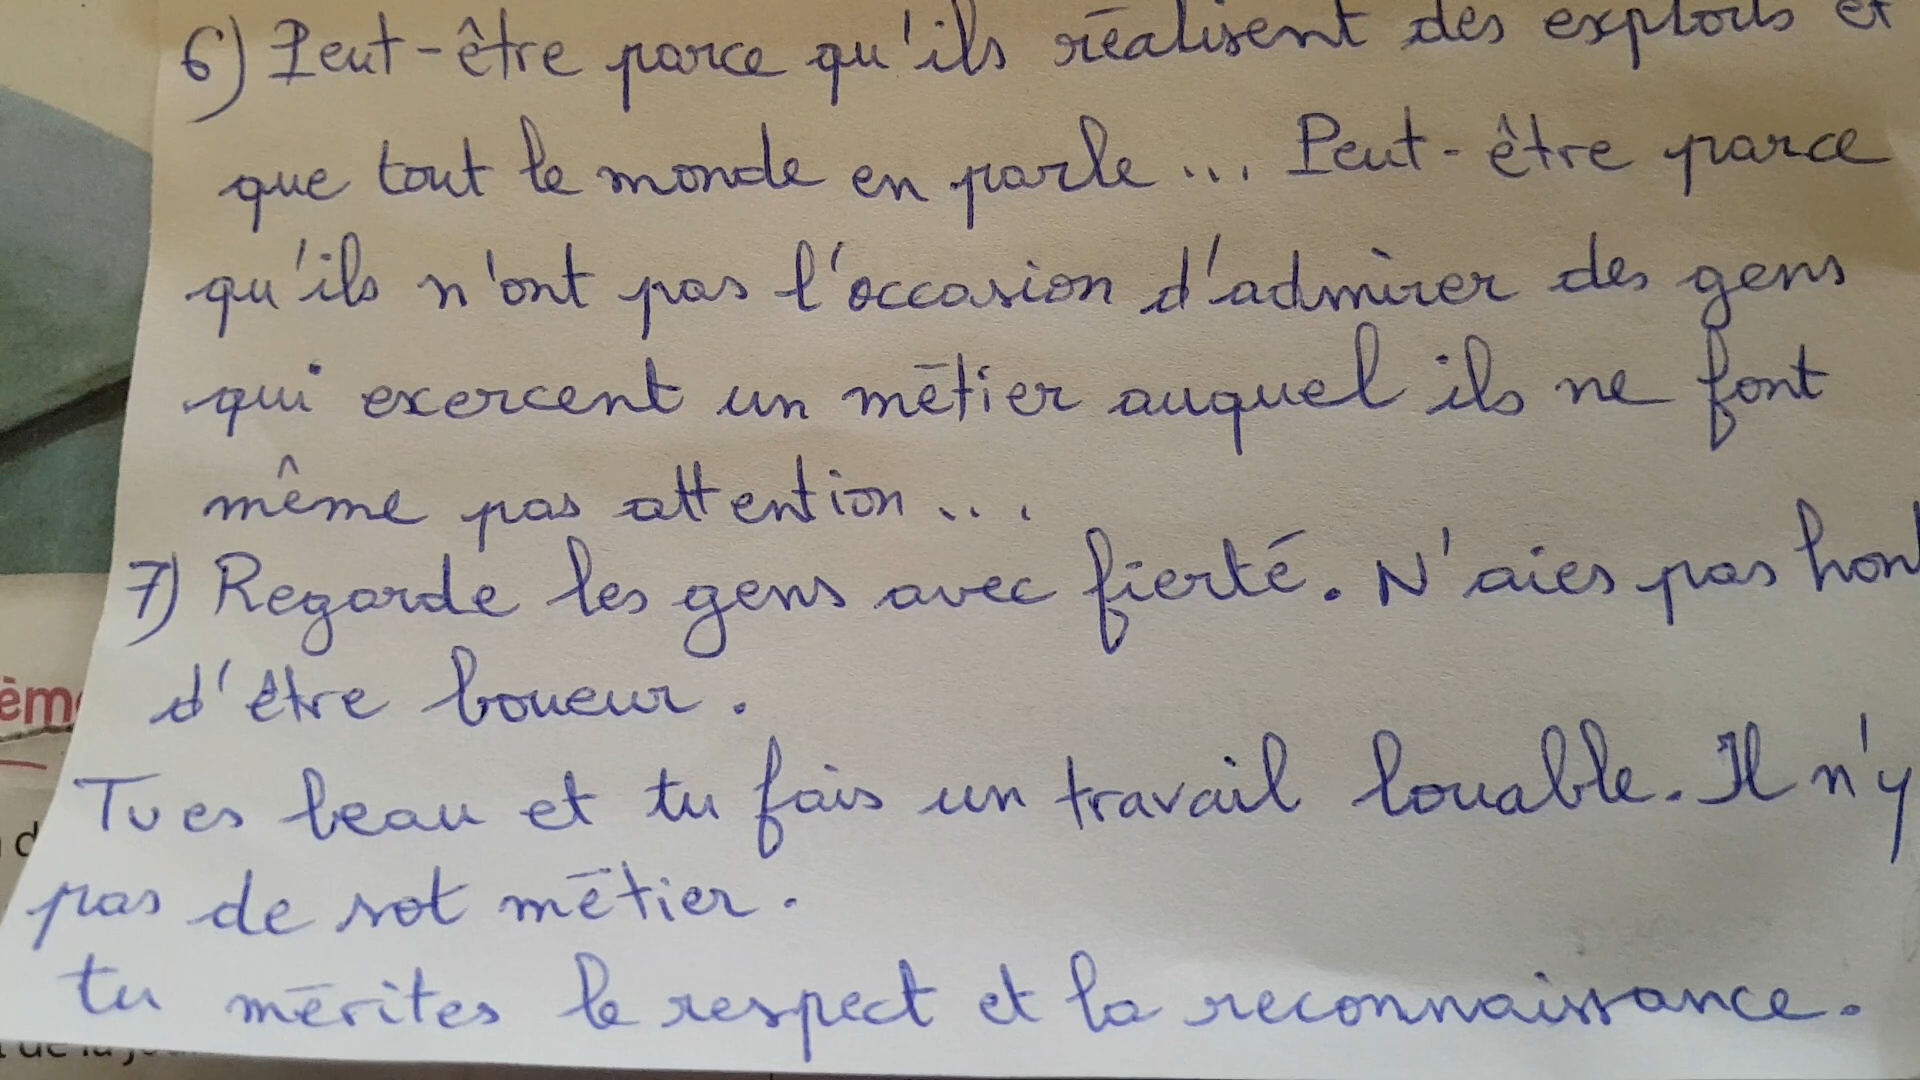 6) Peut-être parce qu'ils réalisent des exploits et
que tout le monde en parle... Peut-être parce
qu'ils n'ont pas l'occasion d'admirer des gens
qui exercent un métier auquel ils ne font
même pas attention...
7) Regarde les gens avec fierté. N'aies pas hont
d'être boueur.
Tu es beau et tu fais un travail louable. Il n'y
pas de sot métier.
tu mérites le respect et la reconnaissance.
èm